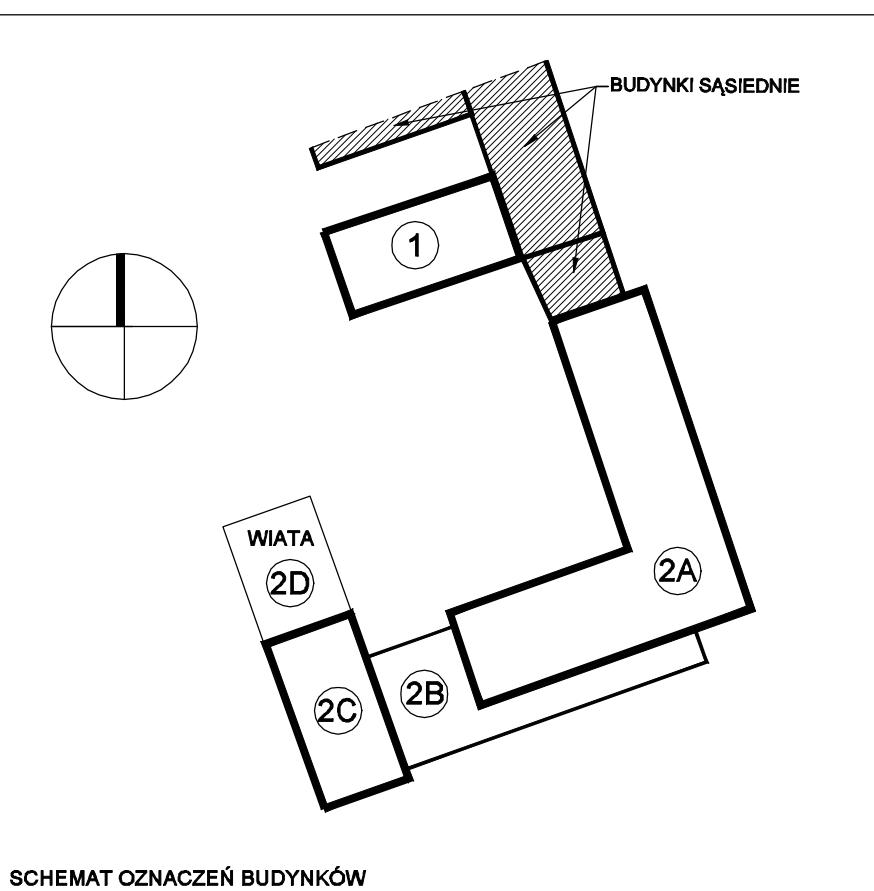 BUDYNKI SĄSIEDNIE
1
WIATA
2D
2A
2B
2C
SCHEMAT OZNACZEŃ BUDYNKÓW